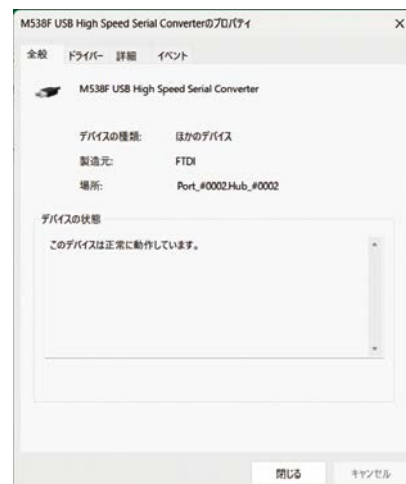 M538F USB High Speed Serial Converterのプロパティ
×
全般 ドライバー 詳細 イベント
M538F USB High Speed Serial Converter
デバイスの種類: ほかのデバイス
製造元: FTDI
場所: Port_#0002.Hub_#0002
デバイスの状態
このデバイスは正常に動作しています。
閉じる キャンセル